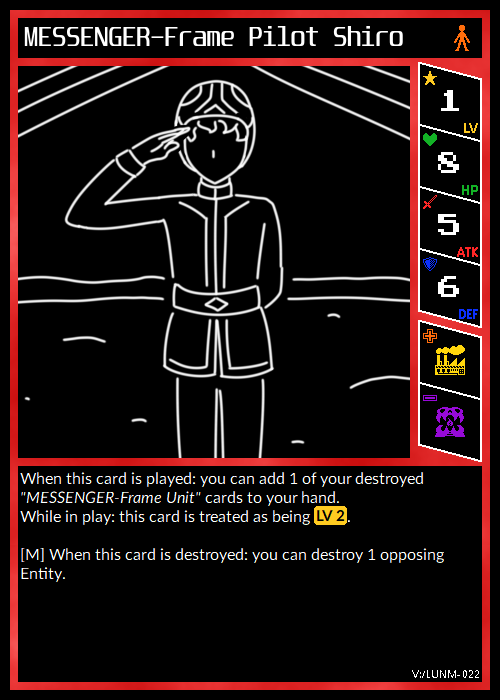 MESSENGER-Frame Pilot Shiro
1
LV
8
HP
5
ATK
6
DEF
When this card is played: you can add 1 of your destroyed
"MESSENGER-Frame Unit" cards to your hand.
While in play: this card is treated as being LV 2.
[M] When this card is destroyed: you can destroy 1 opposing
Entity.
V:/LUNM-022